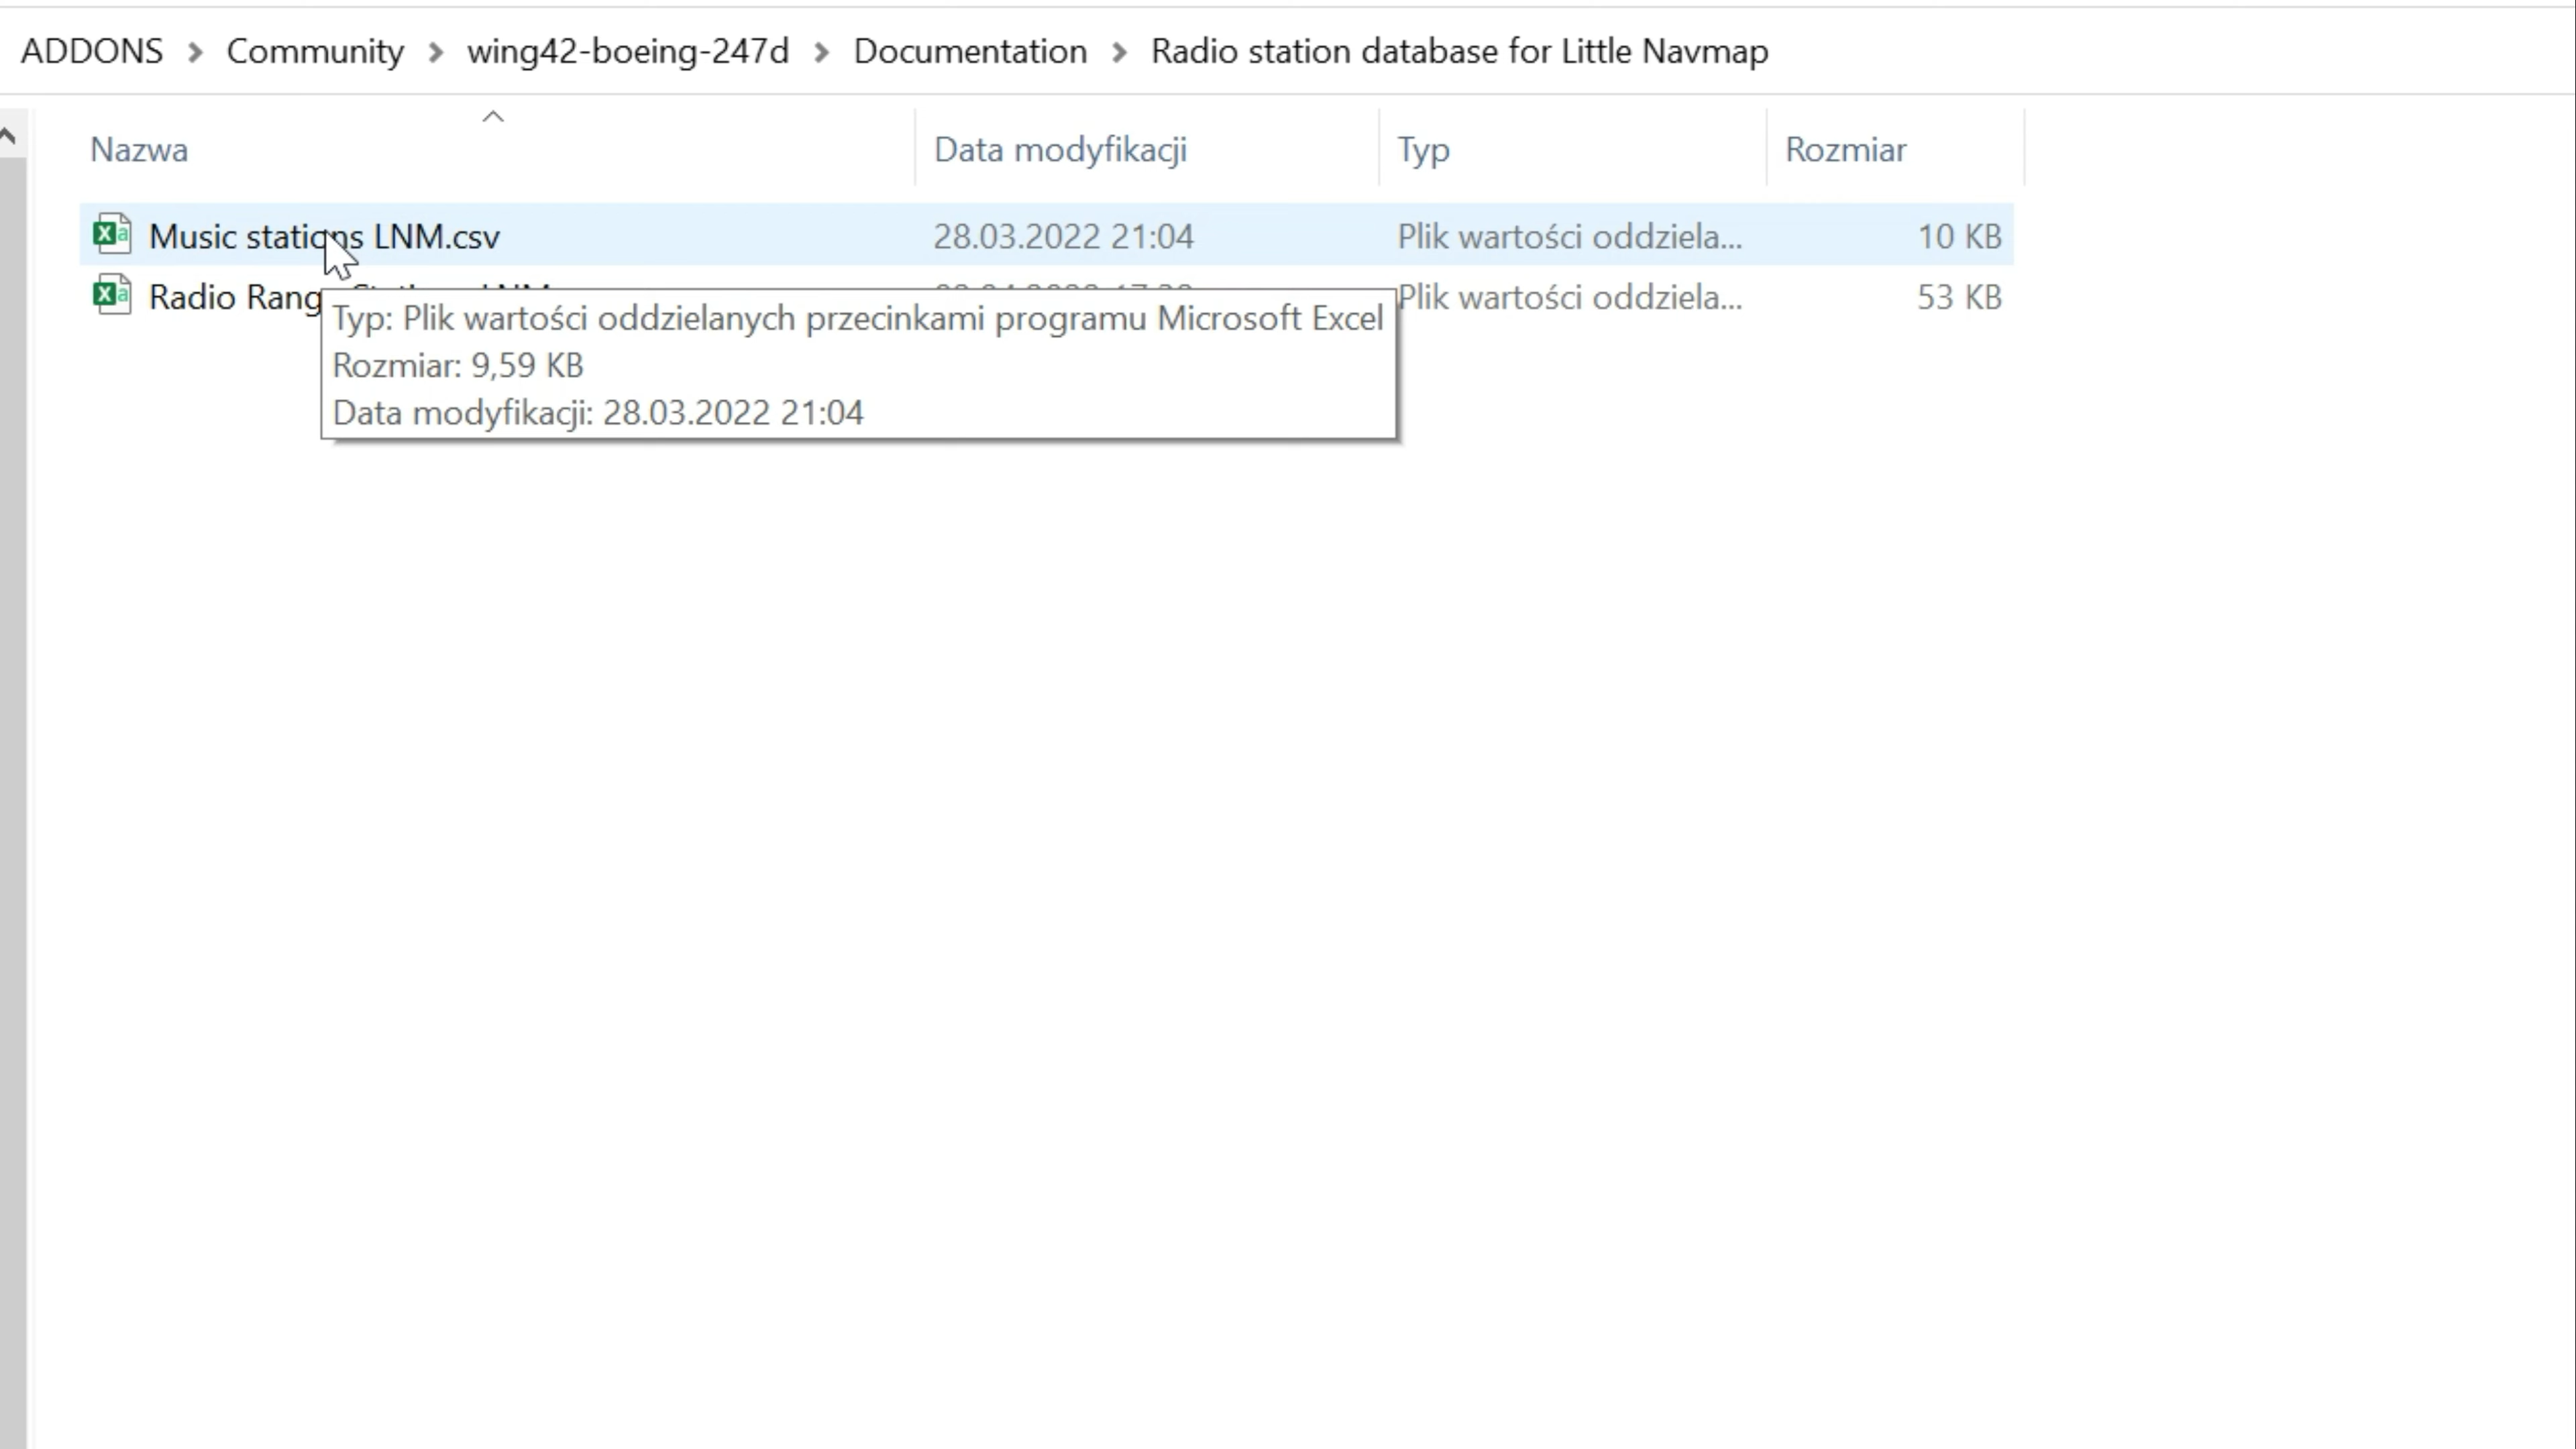 ADDONS > Community > wing42-boeing-247d > Documentation > Radio station database for Little Navmap
Nazwa Data modyfikacji Typ Rozmiar
Music stations LNM.csv 28.03.2022 21:04 Plik wartości oddziela... 10 KB
Radio Plik wartości oddziela... 53 KB
Typ: Plik wartości oddzielanych przecinkami programu Microsoft Excel
Rozmiar: 9,59 KB
Data modyfikacji: 28.03.2022 21:04